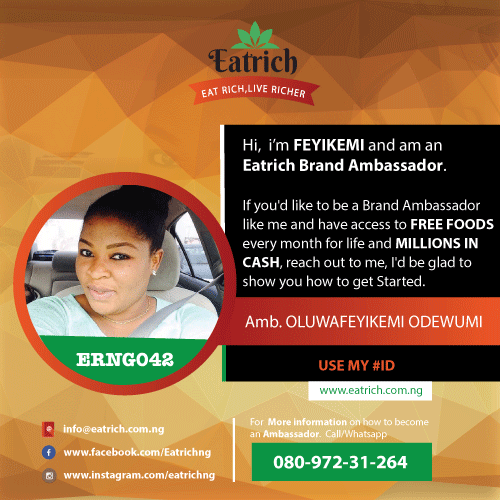 Eatrich
EAT RICH,LIVE RICHER
Hi, i'm FEYIKEMI and am an
Eatrich Brand Ambassador.
If you'd like to be a Brand Ambassador
like me and have access to FREE FOODS
every month for life and MILLIONS IN
CASH, reach out to me, I'd be glad to
show you how to get Started.
Amb. OLUWAFEYIKEMI ODEWUMI
ERNG042
USE MY #ID
www.eatrich.com.ng
info@eatrich.com.ng
www.facebook.com/Eatrichng
www.instagram.com/eatrichng
For More information on how to become
an Ambassador. Call/Whatsapp
080-972-31-264